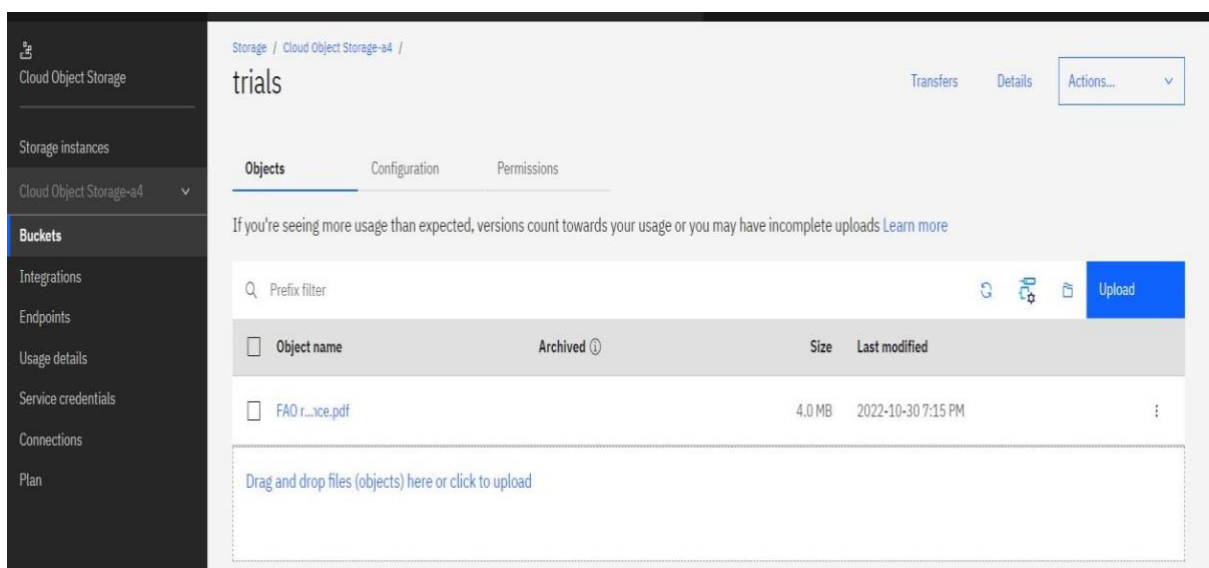 Cloud Object Storage
Storage instances
Cloud Object Storage-a4
Buckets
Integrations
Endpoints
Usage details
Service credentials
Connections
Plan
Storage / Cloud Object Storage-a4 /
trials
Transfers Details Actions...
Objects Configuration Permissions
If you're seeing more usage than expected, versions count towards your usage or you may have incomplete uploads Learn more
Prefix filter Upload
Object name Archived Size Last modified
FAO r...nce.pdf 4.0 MB 2022-10-30 7:15 PM
Drag and drop files (objects) here or click to upload